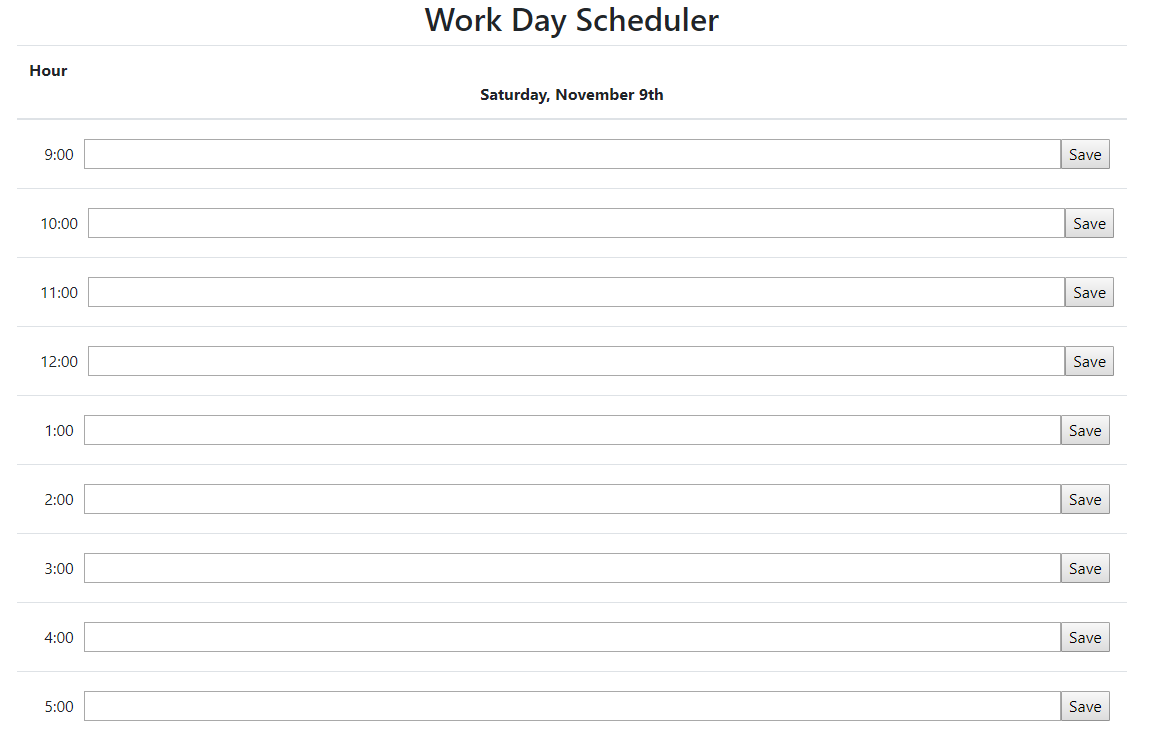 Work Day Scheduler
Hour
Saturday, November 9th
9:00 Save
10:00 Save
11:00 Save
12:00 Save
1:00 Save
2:00 Save
3:00 Save
4:00 Save
5:00 Save